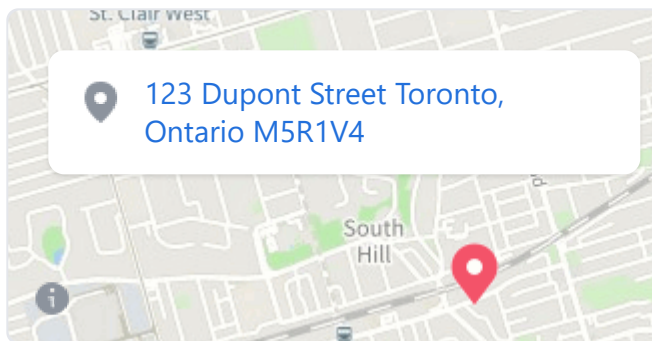 St. Clair West
123 Dupont Street Toronto,
Ontario M5R1V4
South
Hill